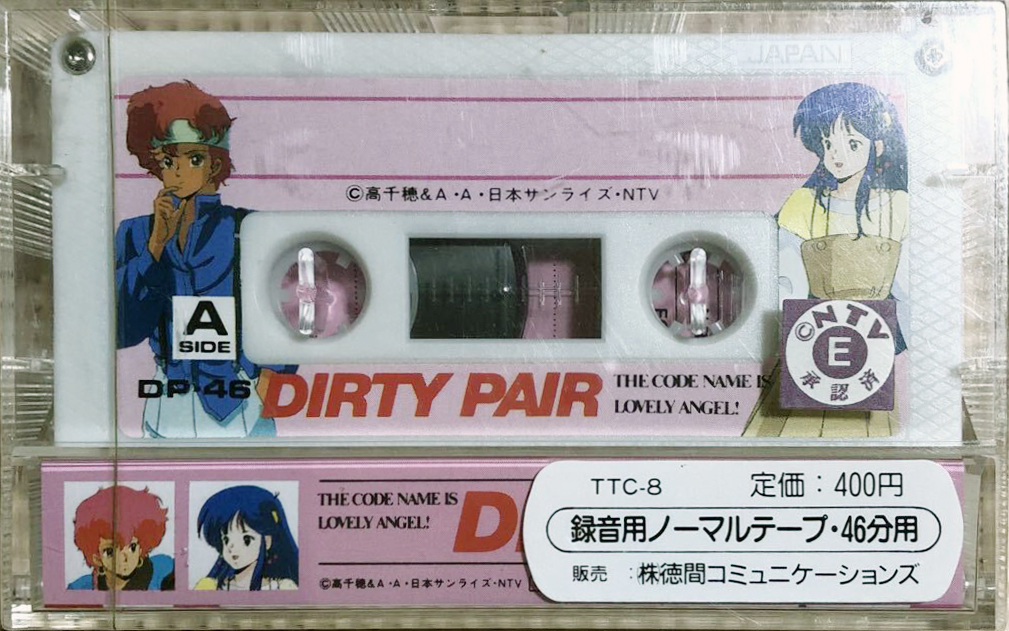 JAPAN
©高千穂&A・A・日本サンライズ・NTV
A
SIDE
DP-46
DIRTY PAIR
THE CODE NAME IS
LOVELY ANGEL!
©NTV
E
承認済
THE CODE NAME IS
LOVELY ANGEL!
D
©高千穂&A・A・日本サンライズ・NTV
TTC-8 定価:400円
録音用ノーマルテープ・46分用
販売 :㈱徳間コミュニケーションズ